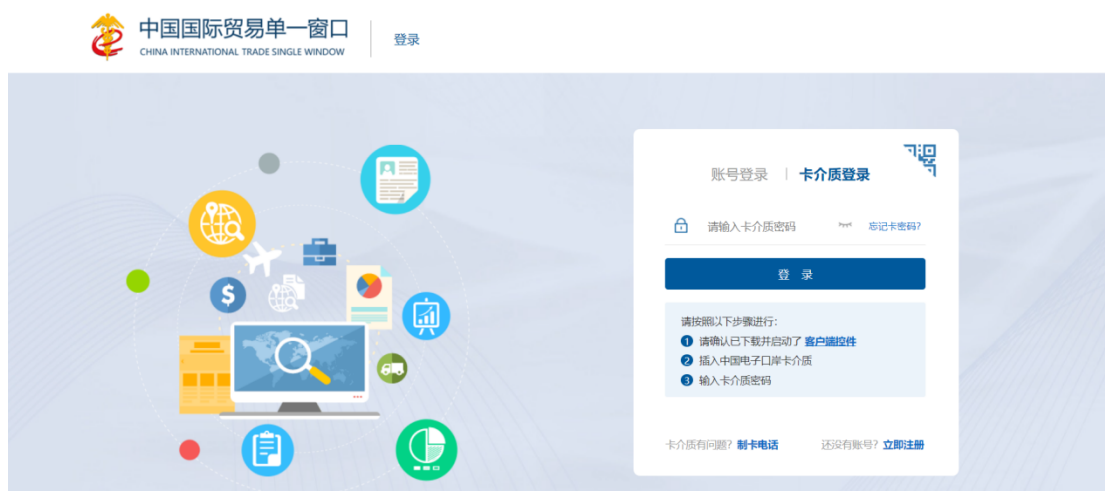 中国国际贸易单一窗口
CHINA INTERNATIONAL TRADE SINGLE WINDOW
登录
账号登录 | 卡介质登录
请输入卡介质密码 忘记卡密码?
登 录
请按照以下步骤进行：
1 请确认已下载并启动了 客户端控件
2 插入中国电子口岸卡介质
3 输入卡介质密码
卡介质有问题? 制卡电话 还没有账号? 立即注册